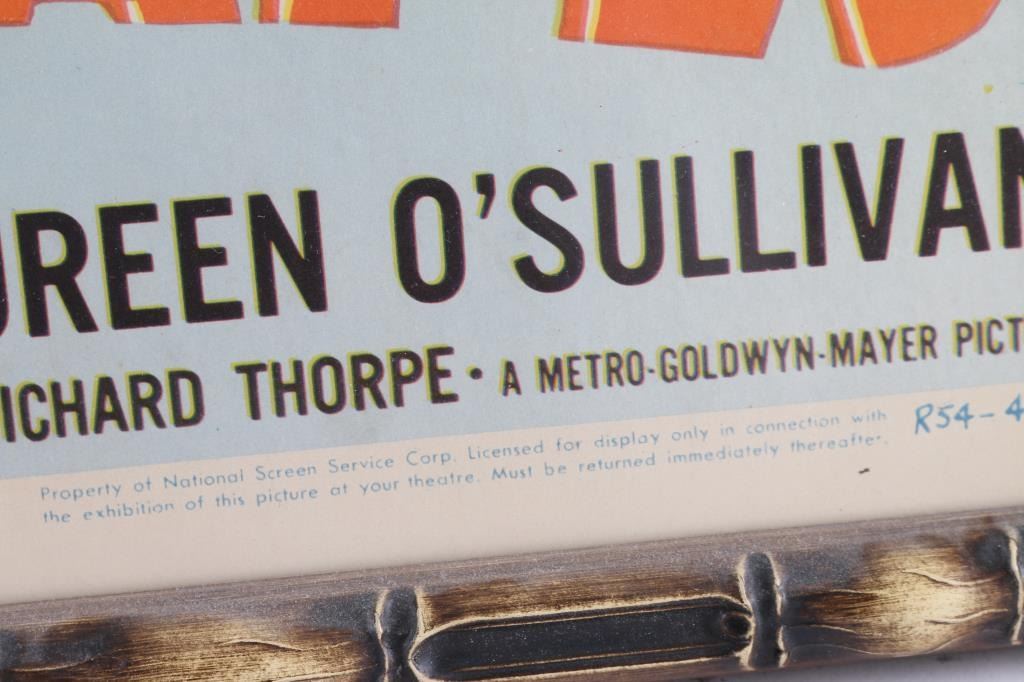 UREEN O'SULLIVAN
ICHARD THORPE • A METRO-GOLDWYN-MAYER PICT
Property of National Screen Service Corp. Licensed for display only in connection with
the exhibition of this picture at your theatre. Must be returned immediately thereafter.
R54-4